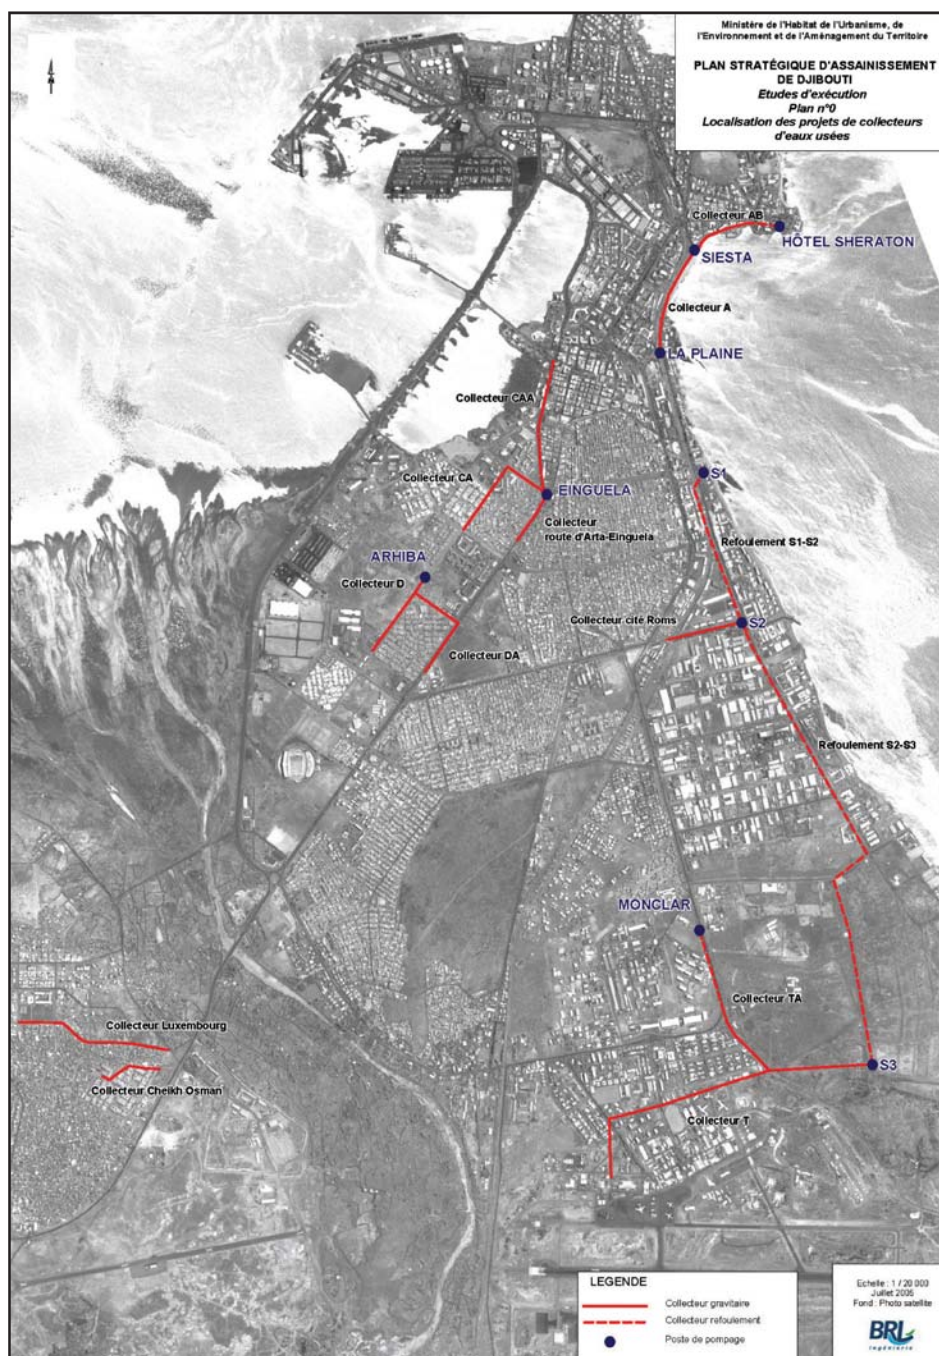 Ministère de l'Habitat de l'Urbanisme, de
l'Environnement et de l'Aménagement du Territoire
PLAN STRATÉGIQUE D'ASSAINISSEMENT
DE DJIBOUTI
Etudes d'exécution
Plan n°0
Localisation des projets de collecteurs
d'eaux usées
Collecteur AB
HÔTEL SHERATON
SIESTA
Collecteur A
LA PLAINE
Collecteur CAA
S1
Collecteur CA
EINGUELA
Collecteur
route d'Arta-Einguela
Refoulement S1-S2
ARHIBA
Collecteur D
Collecteur cité Roms
S2
Collecteur DA
Refoulement S2-S3
MONCLAR
Collecteur TA
Collecteur Luxembourg
S3
Collecteur Cheikh Osman
Collecteur T
LEGENDE
Collecteur gravitaire
Collecteur refoulement
Poste de pompage
Echelle : 1 / 20 000
Juillet 2005
Fond : Photo satellite
BRL
Ingénierie